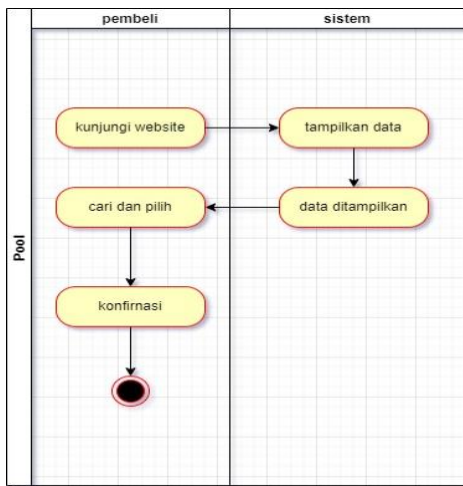 pembeli
sistem
Pool
kunjungi website
tampilkan data
cari dan pilih
data ditampilkan
konfirnasi